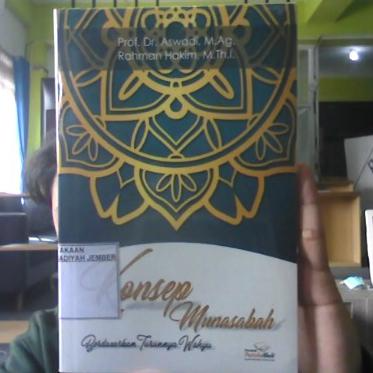 Prof. Dr. Aswadi, M.Ag.
Rahman Hakim, M.Th.I.
AKAAN
ADIYAH JEMBER
Konsep
Munasabah
Berdasarkan Turunnya Wahyu